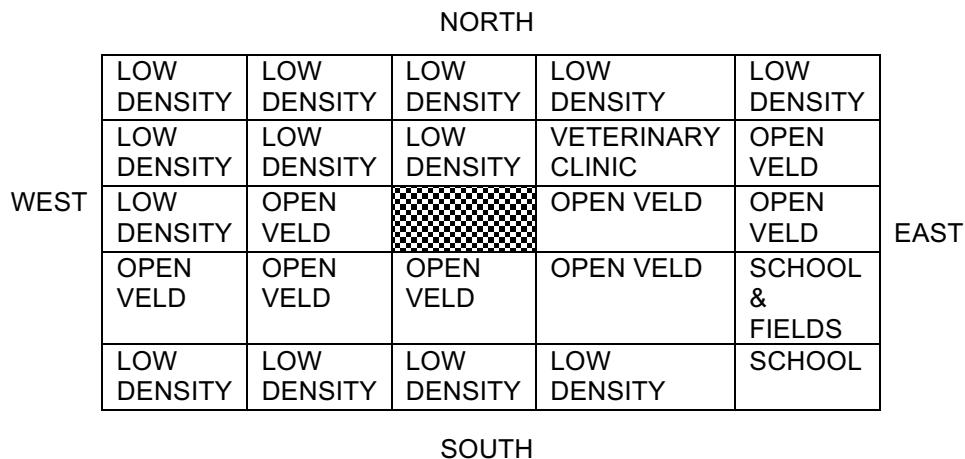 NORTH
LOW LOW LOW LOW LOW
DENSITY DENSITY DENSITY DENSITY DENSITY
LOW LOW LOW VETERINARY OPEN
DENSITY DENSITY DENSITY CLINIC VELD
WEST LOW OPEN OPEN VELD OPEN
DENSITY VELD VELD EAST
OPEN OPEN OPEN OPEN VELD SCHOOL
VELD VELD VELD &
FIELDS
LOW LOW LOW LOW SCHOOL
DENSITY DENSITY DENSITY DENSITY
SOUTH